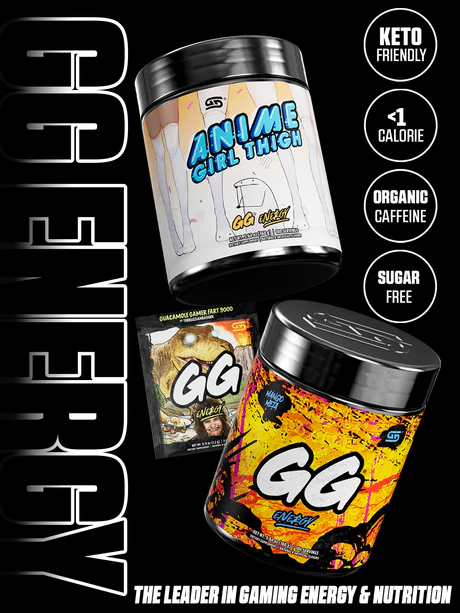 GG ENERGY
KETO
FRIENDLY
<1
CALORIE
ORGANIC
CAFFEINE
SUGAR
FREE
ANIME
GIRL THIGH
GG ENERGY
GUACAMOLE GAMER FART 9000
GG
ENERGY
MANGO
META
GG
ENERGY
THE LEADER IN GAMING ENERGY & NUTRITION